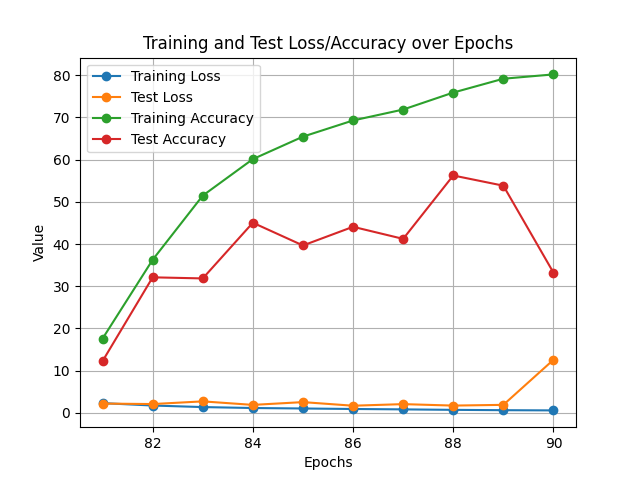 Training and Test Loss/Accuracy over Epochs
Training Loss
Test Loss
Training Accuracy
Test Accuracy
80
70
60
50
40
30
20
10
0
Value
82 84 86 88 90
Epochs